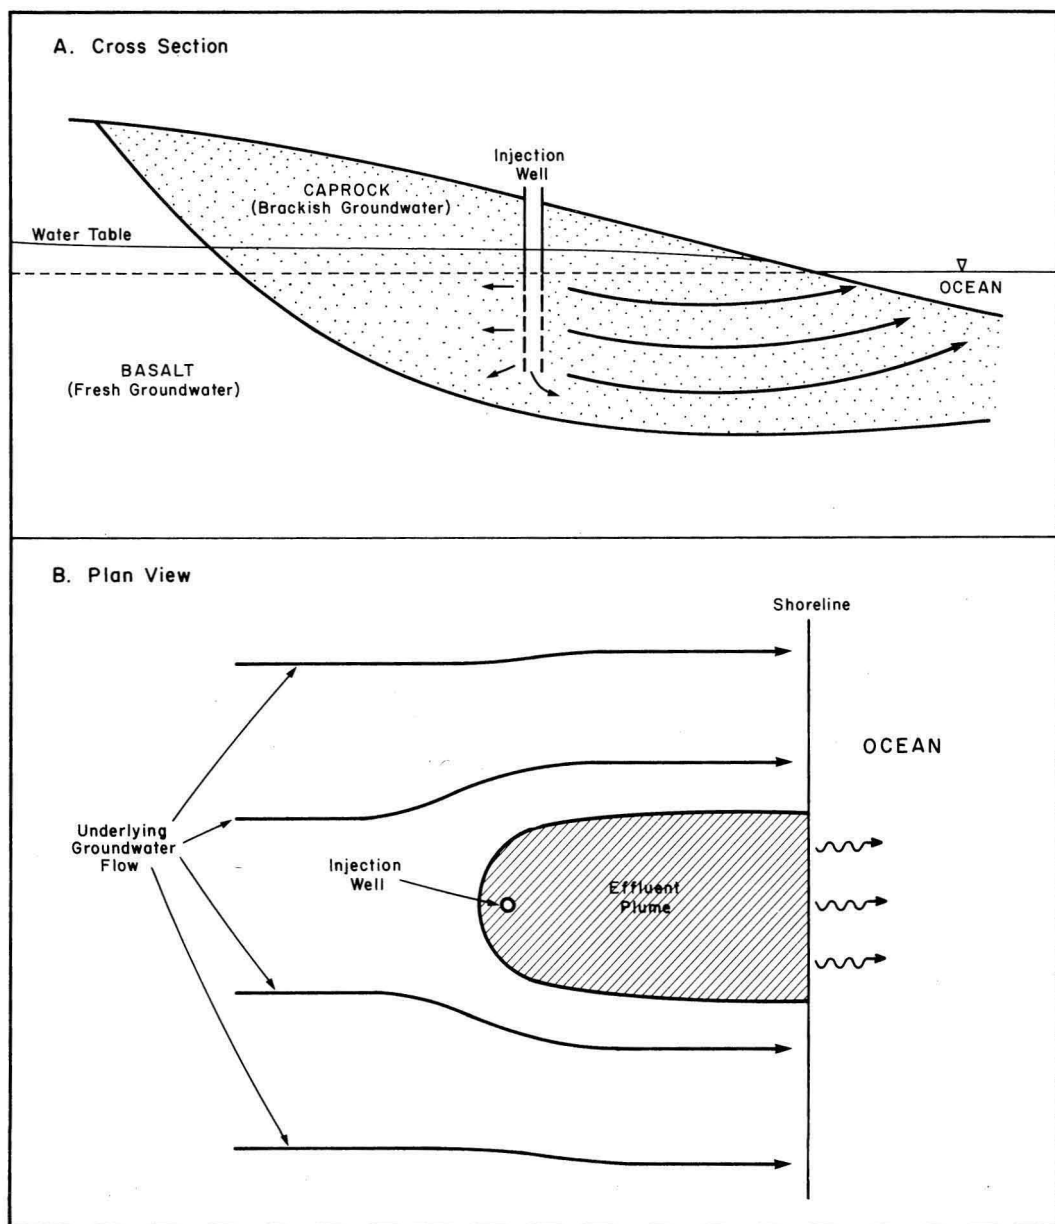 A. Cross Section
Injection
Well
CAPROCK
(Brackish Groundwater)
Water Table
OCEAN
BASALT
(Fresh Groundwater)
B. Plan View
Shoreline
OCEAN
Underlying
Groundwater
Flow
Injection
Well
Effluent
Plume